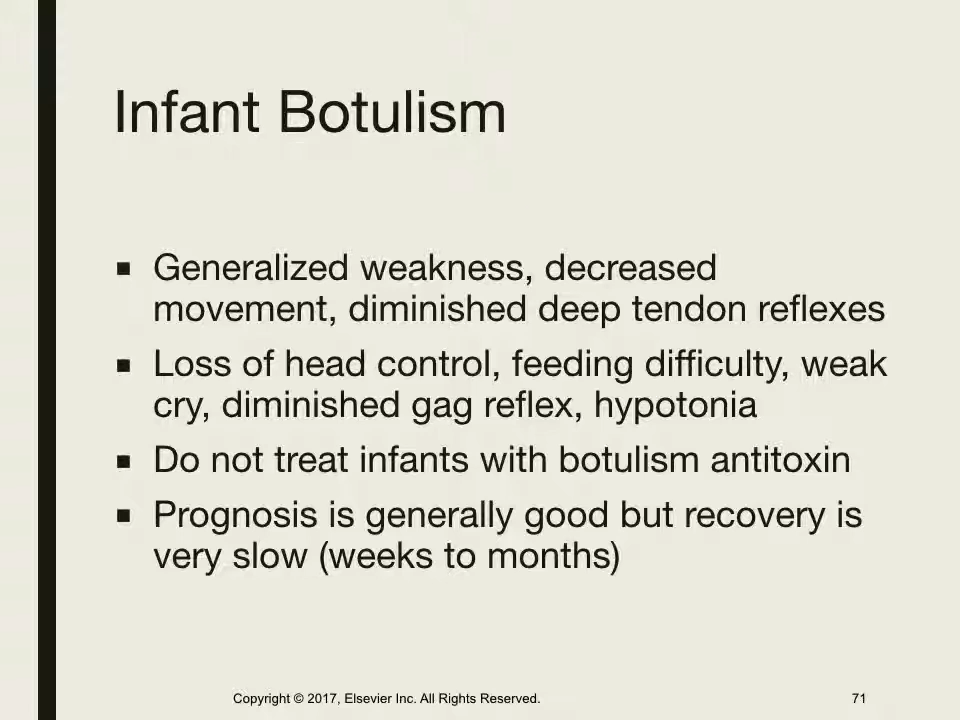 Infant Botulism
▪ Generalized weakness, decreased
movement, diminished deep tendon reflexes
▪ Loss of head control, feeding difficulty, weak
cry, diminished gag reflex, hypotonia
▪ Do not treat infants with botulism antitoxin
▪ Prognosis is generally good but recovery is
very slow (weeks to months)
Copyright © 2017, Elsevier Inc. All Rights Reserved.
71